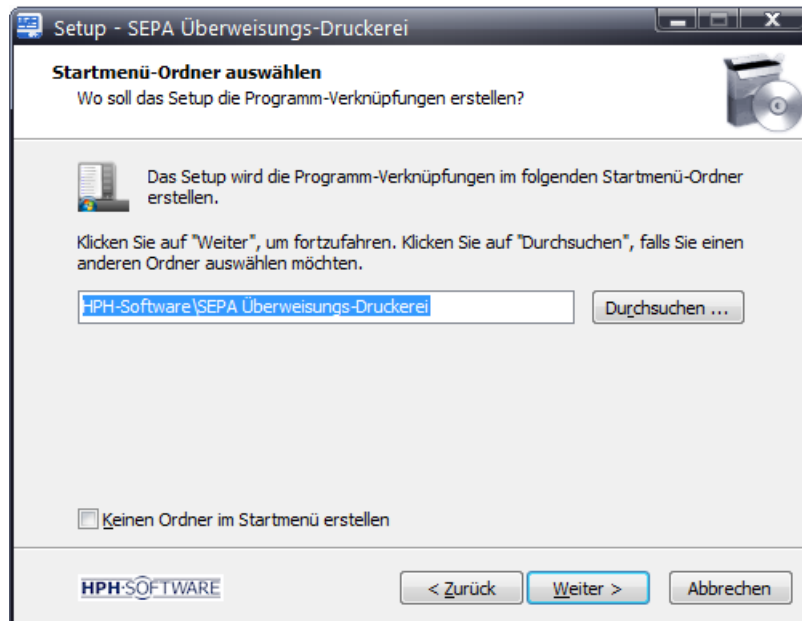 Setup - SEPA Überweisungs-Druckerei
Startmenü-Ordner auswählen
Wo soll das Setup die Programm-Verknüpfungen erstellen?
Das Setup wird die Programm-Verknüpfungen im folgenden Startmenü-Ordner
erstellen.
Klicken Sie auf "Weiter", um fortzufahren. Klicken Sie auf "Durchsuchen", falls Sie einen
anderen Ordner auswählen möchten.
HPH-Software\SEPA Überweisungs-Druckerei
Durchsuchen ...
Keinen Ordner im Startmenü erstellen
HPH·SOFTWARE
< Zurück
Weiter >
Abbrechen